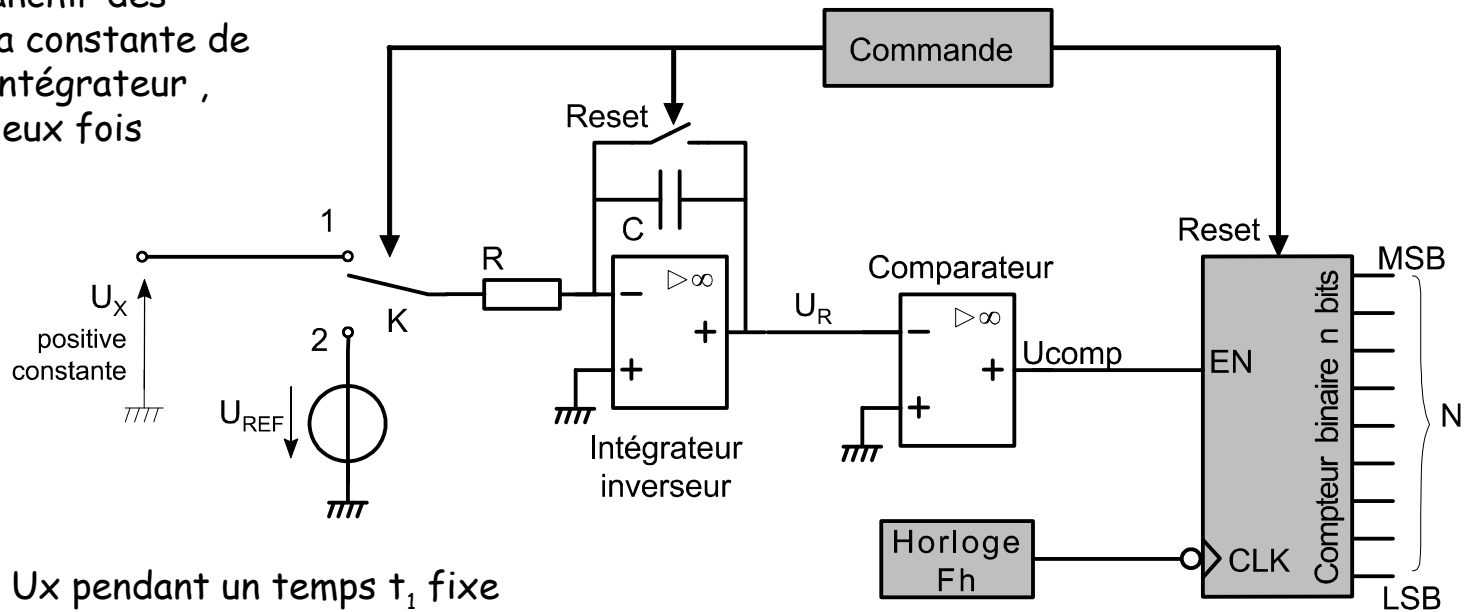 a constante de
intégrateur ,
eux fois
Commande
Reset
1
C
R
Reset
MSB
Comparateur
▷∞
▷∞
U_X
positive
constante
K
2
U_R
Ucomp
EN
Compteur binaire n bits
N
U_REF
Intégrateur
inverseur
Horloge
Fh
CLK
LSB
Ux pendant un temps t₁ fixe